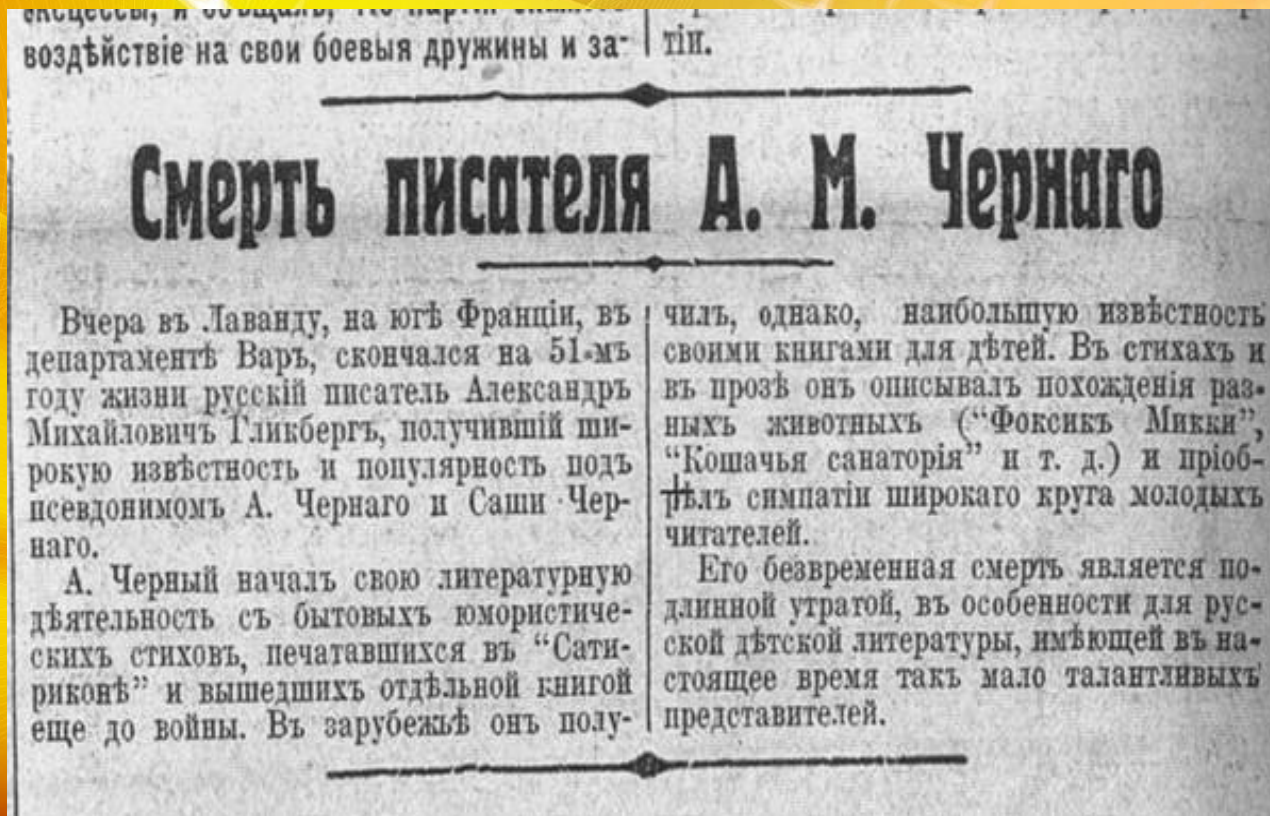 воздѣйствіе на свои боевыя дружины и за-
тіи.
Смерть писателя А. М. Чернаго
Вчера въ Лаванду, на югѣ Франціи, въ
департаментѣ Варъ, скончался на 51-мъ
году жизни русскій писатель Александръ
Михайловичъ Гликбергъ, получившій ши-
рокую извѣстность и популярность подъ
псевдонимомъ А. Чернаго и Саши Чер-
наго.
А. Черный началъ свою литературную
дѣятельность съ бытовыхъ юмористиче-
скихъ стиховъ, печатавшихся въ “Сати-
риконѣ” и вышедшихъ отдѣльной книгой
еще до войны. Въ зарубежьѣ онъ полу-
чилъ, однако, наибольшую извѣстность
своими книгами для дѣтей. Въ стихахъ и
въ прозѣ онъ описывалъ похожденія раз-
ныхъ животныхъ (“Фоксикъ Микки”,
“Кошачья санаторія” и т. д.) и пріоб-
рѣлъ симпатіи широкаго круга молодыхъ
читателей.
Его безвременная смерть является по-
длинной утратой, въ особенности для рус-
ской дѣтской литературы, имѣющей въ на-
стоящее время такъ мало талантливыхъ
представителей.